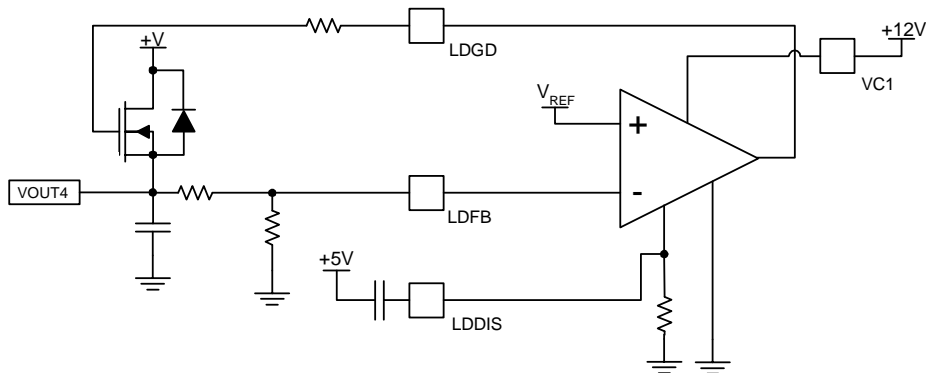 +V
LDGD
+12V
VC1
VREF
+
-
VOUT4
LDFB
+5V
LDDIS